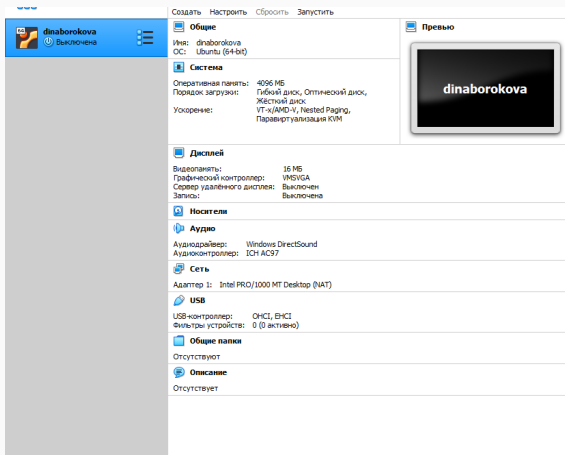 Создать Настроить Сбросить Запустить
64
dinaborokova
Выключена
Общие
Имя: dinaborokova
ОС: Ubuntu (64-bit)
Превью
dinaborokova
Система
Оперативная память: 4096 МБ
Порядок загрузки: Гибкий диск, Оптический диск,
Жёсткий диск
Ускорение: VT-x/AMD-V, Nested Paging,
Паравиртуализация KVM
Дисплей
Видеопамять: 16 МБ
Графический контроллер: VMSVGA
Сервер удалённого дисплея: Выключен
Запись: Выключена
Носители
Аудио
Аудиодрайвер: Windows DirectSound
Аудиоконтроллер: ICH AC97
Сеть
Адаптер 1: Intel PRO/1000 MT Desktop (NAT)
USB
USB-контроллер: OHCI, EHCI
Фильтры устройств: 0 (0 активно)
Общие папки
Отсутствуют
Описание
Отсутствует